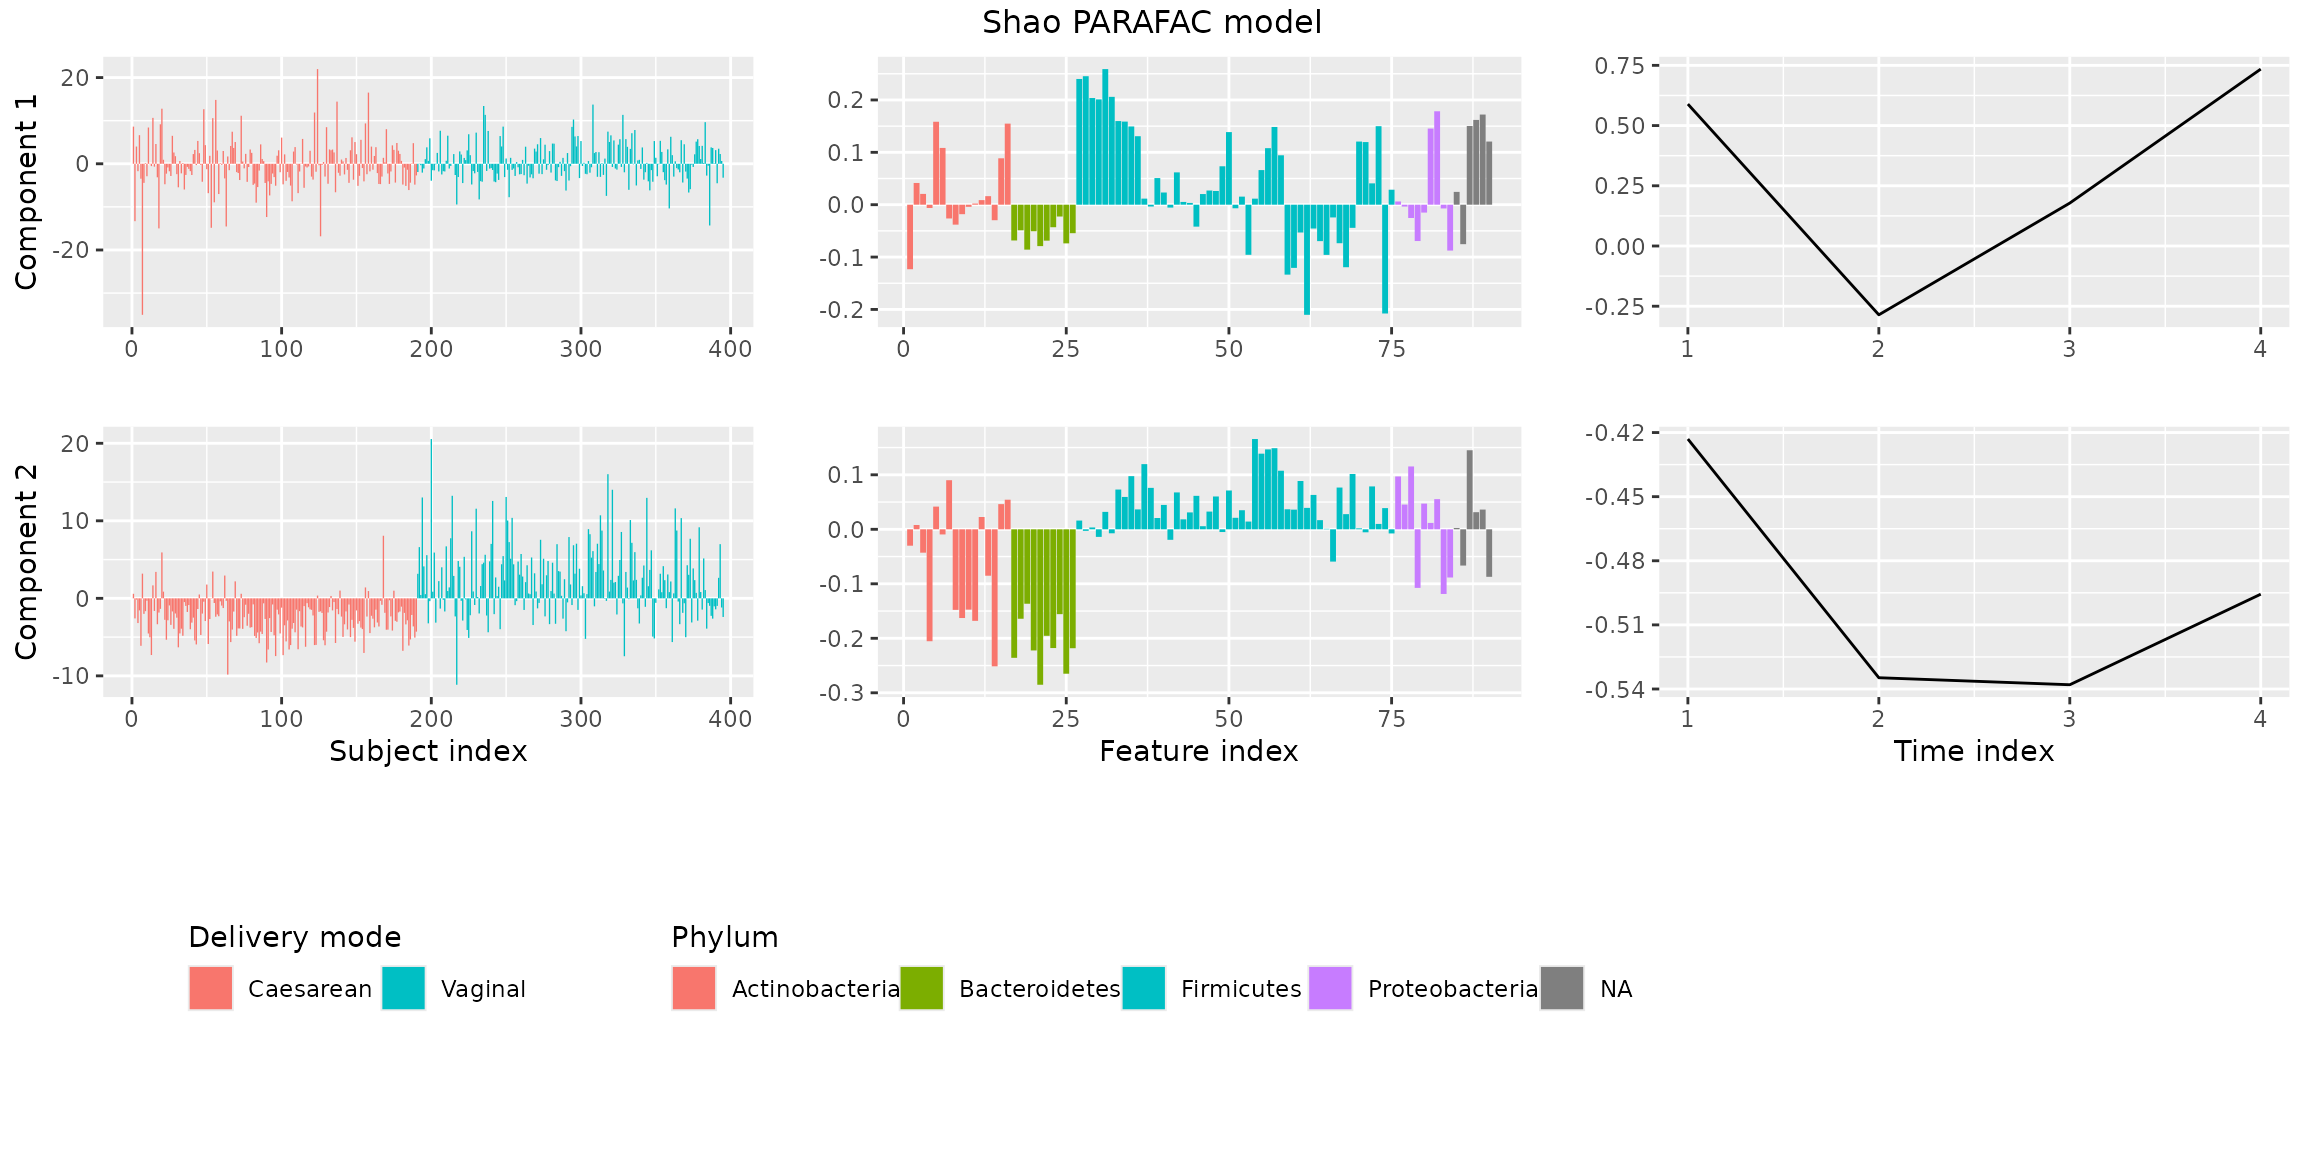 Shao PARAFAC model
Component 1
20
0
-20
0 100 200 300 400
0.2
0.1
0.0
-0.1
-0.2
0 25 50 75
0.75
0.50
0.25
0.00
-0.25
1 2 3 4
Component 2
20
10
0
-10
0 100 200 300 400
Subject index
0.1
0.0
-0.1
-0.2
-0.3
0 25 50 75
Feature index
-0.42
-0.45
-0.48
-0.51
-0.54
1 2 3 4
Time index
Delivery mode
Caesarean Vaginal
Phylum
Actinobacteria Bacteroidetes Firmicutes Proteobacteria NA